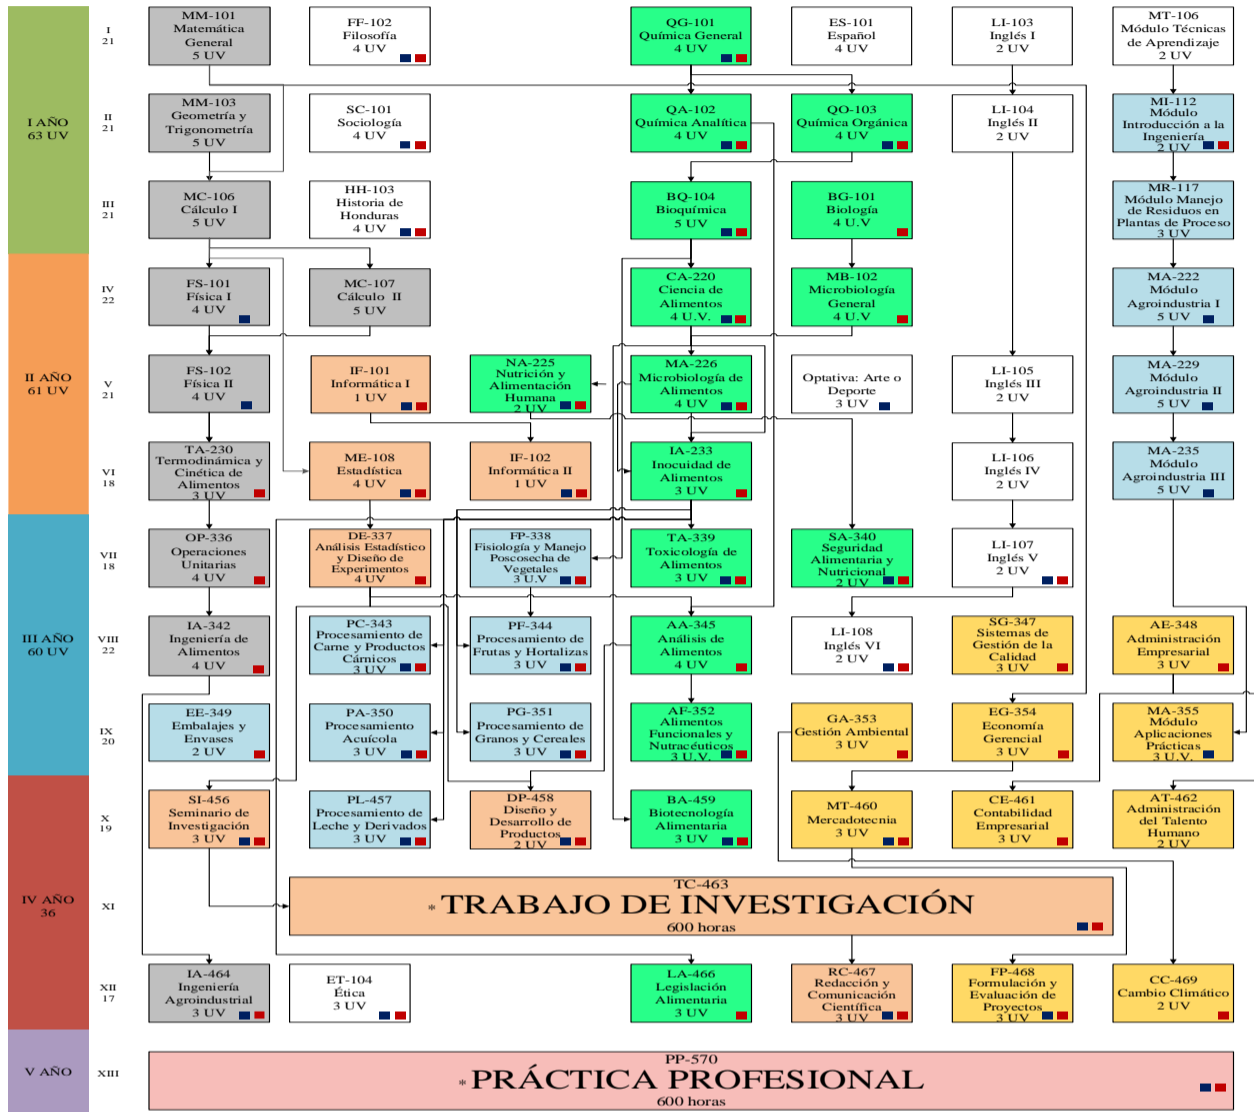 I AÑO
63 UV
I
21
MM-101
Matemática
General
5 UV
FF-102
Filosofía
4 UV
QG-101
Química General
4 UV
ES-101
Español
4 UV
LI-103
Inglés I
2 UV
MT-106
Módulo Técnicas
de Aprendizaje
2 UV
II
21
MM-103
Geometría y
Trigonometría
5 UV
SC-101
Sociología
4 UV
QA-102
Química Analítica
4 UV
QO-103
Química Orgánica
4 UV
LI-104
Inglés II
2 UV
MI-112
Módulo
Introducción a la
Ingeniería
2 UV
III
21
MC-106
Cálculo I
5 UV
HH-103
Historia de
Honduras
4 UV
BQ-104
Bioquímica
5 UV
BG-101
Biología
4 U.V
MR-117
Módulo Manejo
de Residuos en
Plantas de Proceso
3 UV
II AÑO
61 UV
IV
22
FS-101
Física I
4 UV
MC-107
Cálculo II
5 UV
CA-220
Ciencia de
Alimentos
4 U.V.
MB-102
Microbiología
General
4 U.V
MA-222
Módulo
Agroindustria I
5 UV
V
21
FS-102
Física II
4 UV
IF-101
Informática I
1 UV
NA-225
Nutrición y
Alimentación
Humana
2 UV
MA-226
Microbiología de
Alimentos
4 UV
Optativa: Arte o
Deporte
3 UV
LI-105
Inglés III
2 UV
MA-229
Módulo
Agroindustria II
5 UV
VI
18
TA-230
Termodinámica y
Cinética de
Alimentos
3 UV
ME-108
Estadística
4 UV
IF-102
Informática II
1 UV
IA-233
Inocuidad de
Alimentos
3 UV
LI-106
Inglés IV
2 UV
MA-235
Módulo
Agroindustria III
5 UV
III AÑO
60 UV
VII
18
OP-336
Operaciones
Unitarias
4 UV
DE-337
Análisis Estadístico
y Diseño de
Experimentos
4 UV
FP-338
Fisiología y Manejo
Poscosecha de
Vegetales
3 U.V
TA-339
Toxicología de
Alimentos
3 UV
SA-340
Seguridad
Alimentaria y
Nutricional
2 UV
LI-107
Inglés V
2 UV
VIII
22
IA-342
Ingeniería de
Alimentos
4 UV
PC-343
Procesamiento de
Carne y Productos
Cárnicos
3 UV
PF-344
Procesamiento de
Frutas y Hortalizas
3 UV
AA-345
Análisis de
Alimentos
4 UV
LI-108
Inglés VI
2 UV
SG-347
Sistemas de
Gestión de la
Calidad
3 UV
AE-348
Administración
Empresarial
3 UV
IX
20
EE-349
Embalajes y
Envases
2 UV
PA-350
Procesamiento
Acuícola
3 UV
PG-351
Procesamiento de
Granos y Cereales
3 UV
AF-352
Alimentos
Funcionales y
Nutracéuticos
3 U.V.
GA-353
Gestión Ambiental
3 UV
EG-354
Economía
Gerencial
3 UV
MA-355
Módulo
Aplicaciones
Prácticas
3 U.V.
IV AÑO
36
X
19
SI-456
Seminario de
Investigación
3 UV
PL-457
Procesamiento de
Leche y Derivados
3 UV
DP-458
Diseño y
Desarrollo de
Productos
2 UV
BA-459
Biotecnología
Alimentaria
3 UV
MT-460
Mercadotecnia
3 UV
CE-461
Contabilidad
Empresarial
3 UV
AT-462
Administración
del Talento
Humano
2 UV
XI
TC-463
* TRABAJO DE INVESTIGACIÓN
600 horas
XII
17
IA-464
Ingeniería
Agroindustrial
3 UV
ET-104
Ética
3 UV
LA-466
Legislación
Alimentaria
3 UV
RC-467
Redacción y
Comunicación
Científica
3 UV
FP-468
Formulación y
Evaluación de
Proyectos
3 UV
CC-469
Cambio Climático
2 UV
V AÑO
XIII
PP-570
* PRÁCTICA PROFESIONAL
600 horas